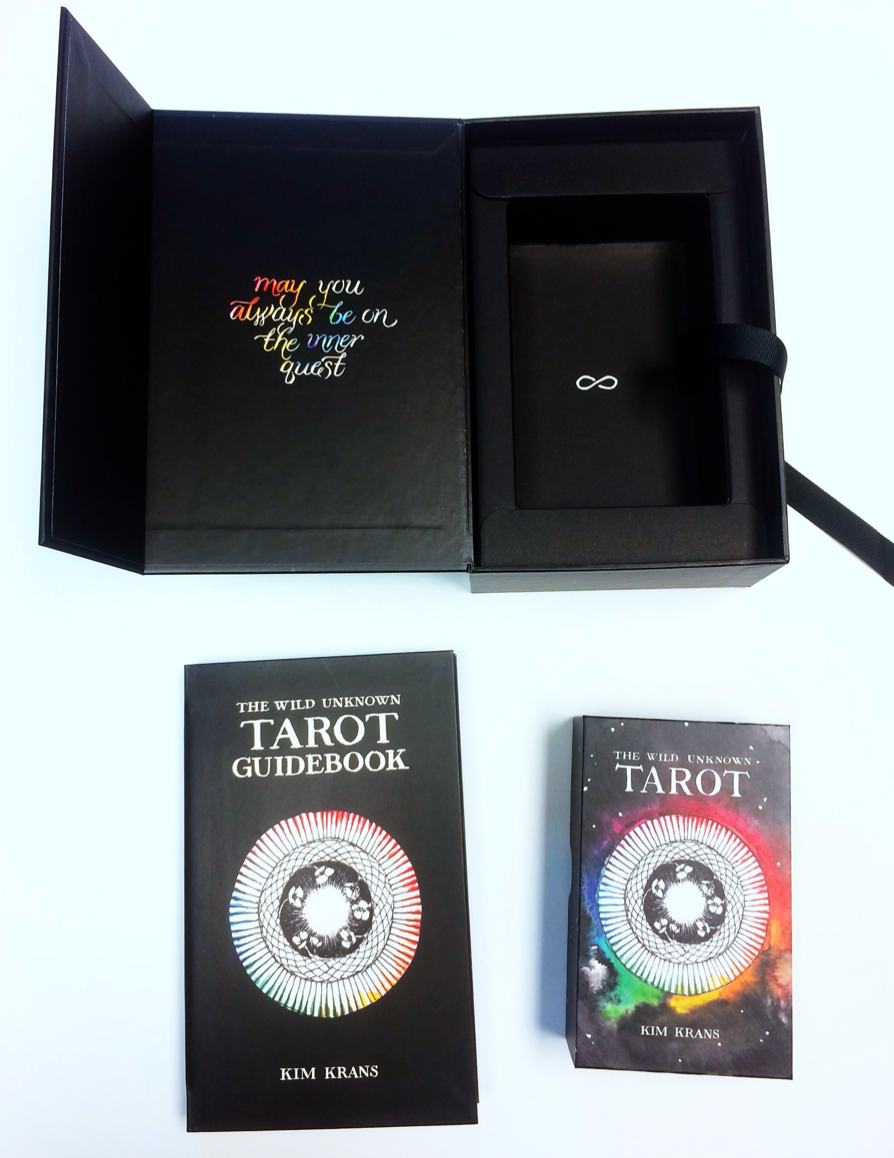 may you
always be on
the inner
quest
∞
THE WILD UNKNOWN
TAROT
GUIDEBOOK
KIM KRANS
THE WILD UNKNOWN
TAROT
KIM KRANS